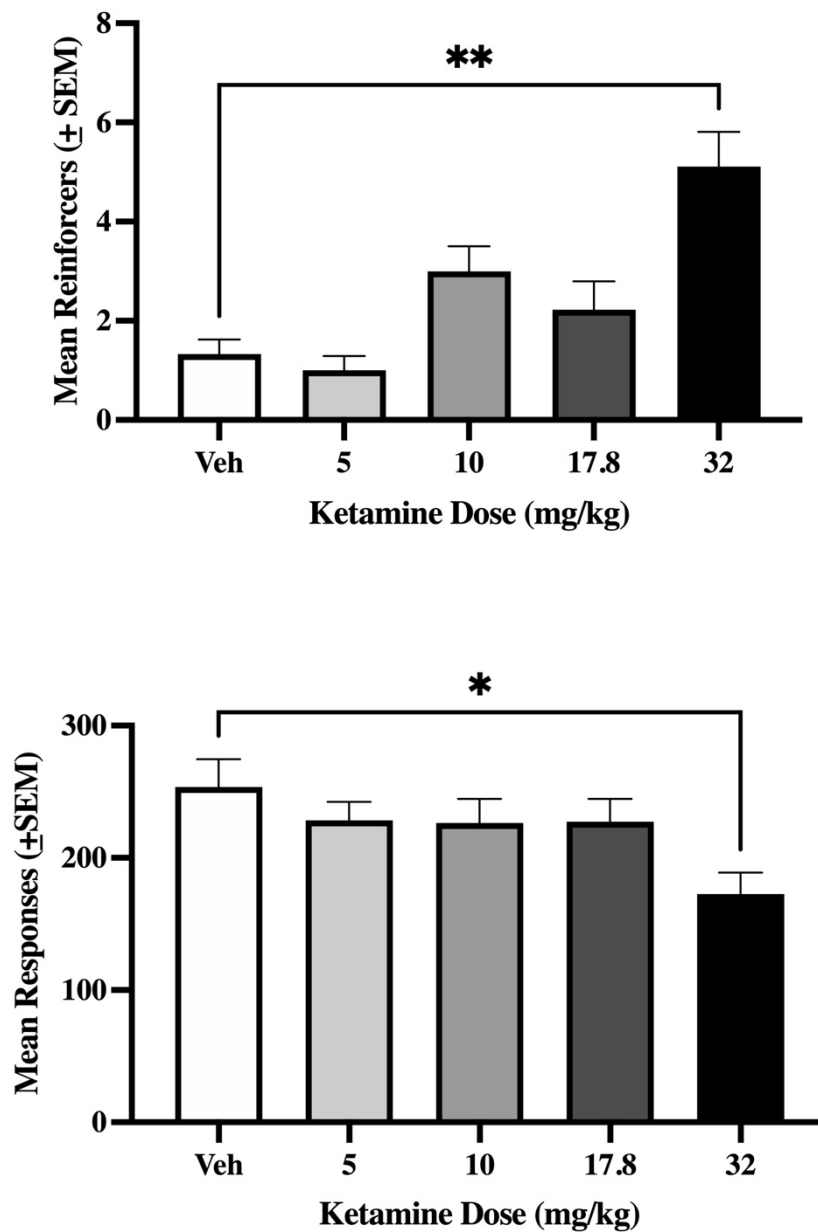 8
**
6
4
2
0
Mean Reinforcers (± SEM)
Veh 5 10 17.8 32
Ketamine Dose (mg/kg)
*
300
200
100
0
Mean Responses (±SEM)
Veh 5 10 17.8 32
Ketamine Dose (mg/kg)